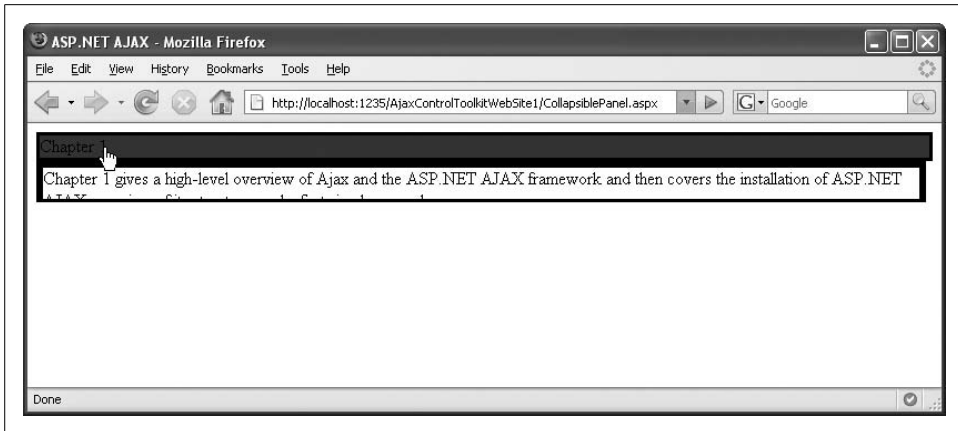 ASP.NET AJAX - Mozilla Firefox
File Edit View History Bookmarks Tools Help
http://localhost:1235/AjaxControlToolkitWebSite1/CollapsiblePanel.aspx
G Google
Chapter 1
Chapter 1 gives a high-level overview of Ajax and the ASP.NET AJAX framework and then covers the installation of ASP.NET
Done